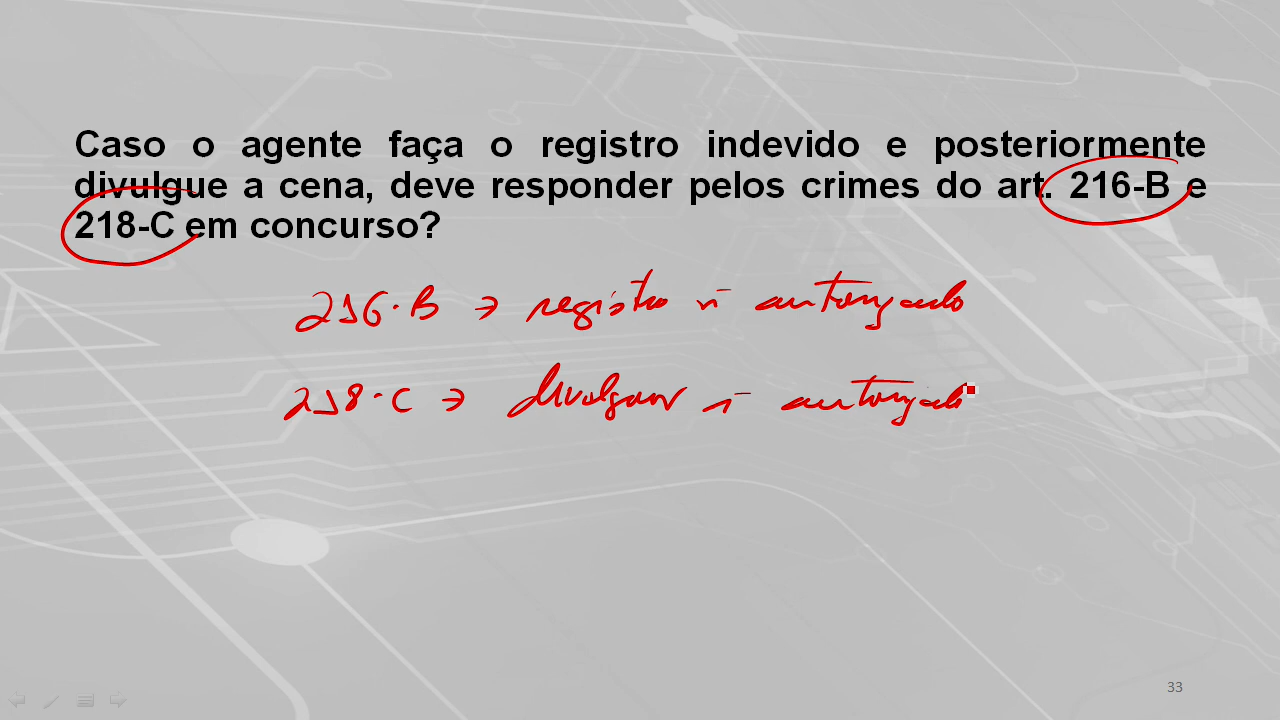 Caso o agente faça o registro indevido e posteriormente
divulgue a cena, deve responder pelos crimes do art. 216-B e
218-C em concurso?
216.B → registro ñ autorizado
218.C → divulgar ñ autorizado
33